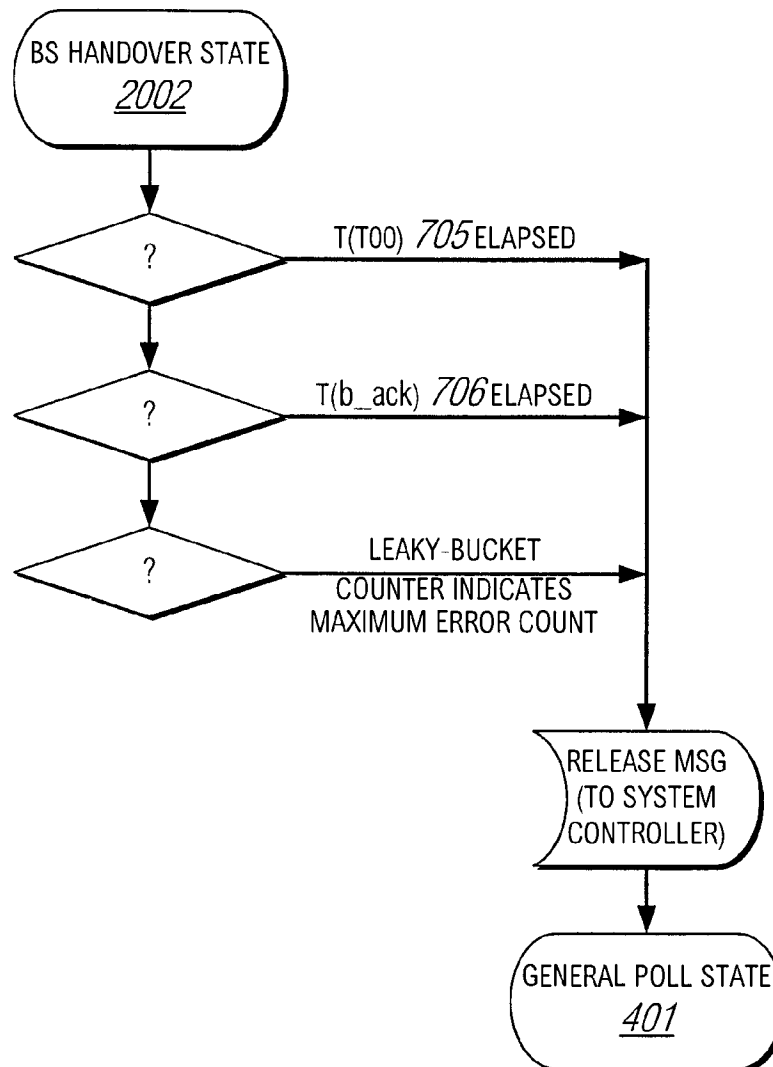 BS HANDOVER STATE
2002
?
T(T00) 705 ELAPSED
?
T(b_ack) 706 ELAPSED
?
LEAKY-BUCKET
COUNTER INDICATES
MAXIMUM ERROR COUNT
RELEASE MSG
(TO SYSTEM
CONTROLLER)
GENERAL POLL STATE
401